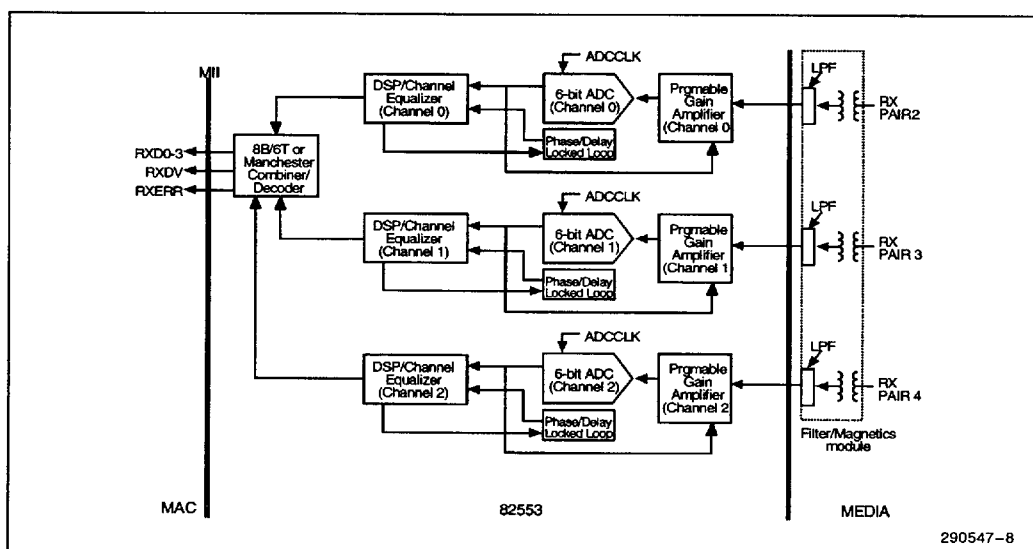 MII
ADCCLK
DSP/Channel
Equalizer
(Channel 0)
6-bit ADC
(Channel 0)
Phase/Delay
Locked Loop
Prgmable
Gain
Amplifier
(Channel 0
LPF
RX
PAIR2
RXD0-3
RXDV
RXERR
8B/6T or
Manchester
Combiner/
Decoder
ADCCLK
DSP/Channel
Equalizer
(Channel 1)
6-bit ADC
(Channel 1)
Phase/Delay
Locked Loop
Prgmable
Gain
Amplifier
(Channel 1
LPF
RX
PAIR 3
ADCCLK
DSP/Channel
Equalizer
(Channel 2)
6-bit ADC
(Channel 2)
Phase/Delay
Locked Loop
Prgmable
Gain
Amplifier
(Channel 2
LPF
RX
PAIR 4
Filter/Magnetics
module
MAC
82553
MEDIA
290547-8